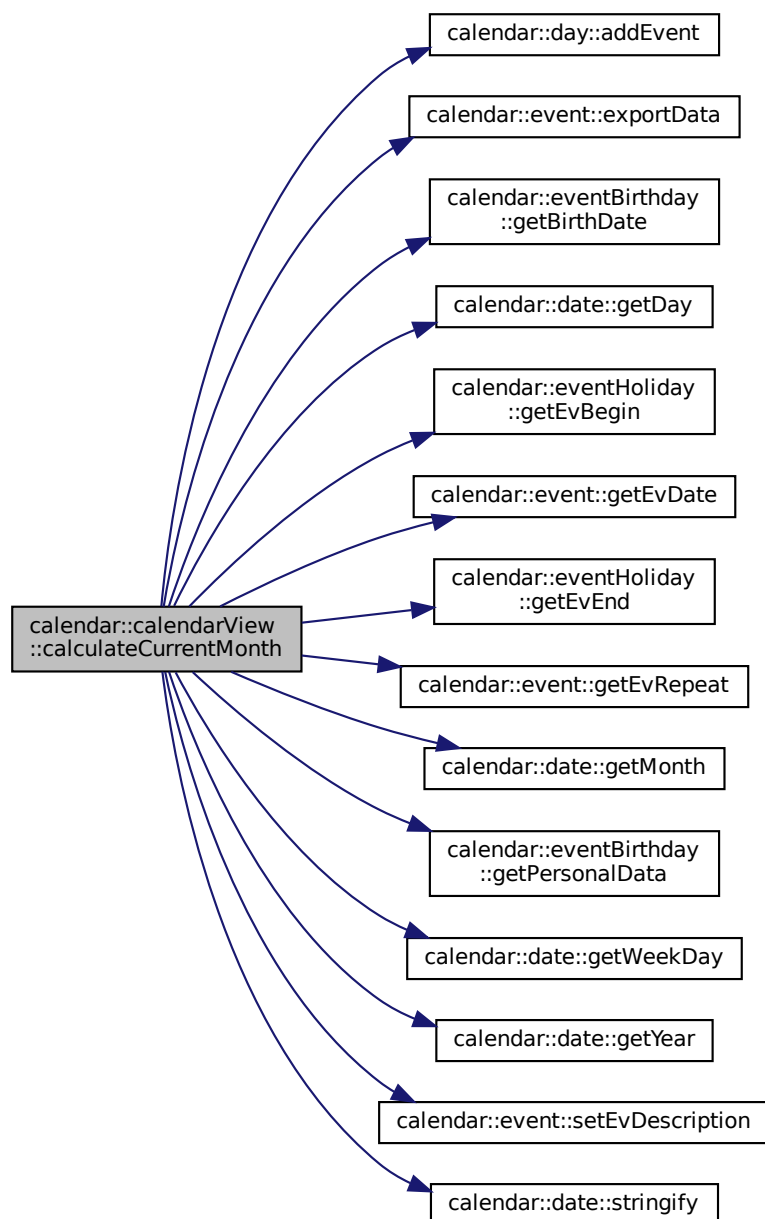 calendar::day::addEvent
calendar::event::exportData
calendar::eventBirthday
::getBirthDate
calendar::date::getDay
calendar::eventHoliday
::getEvBegin
calendar::event::getEvDate
calendar::eventHoliday
::getEvEnd
calendar::calendarView
::calculateCurrentMonth
calendar::event::getEvRepeat
calendar::date::getMonth
calendar::eventBirthday
::getPersonalData
calendar::date::getWeekDay
calendar::date::getYear
calendar::event::setEvDescription
calendar::date::stringify